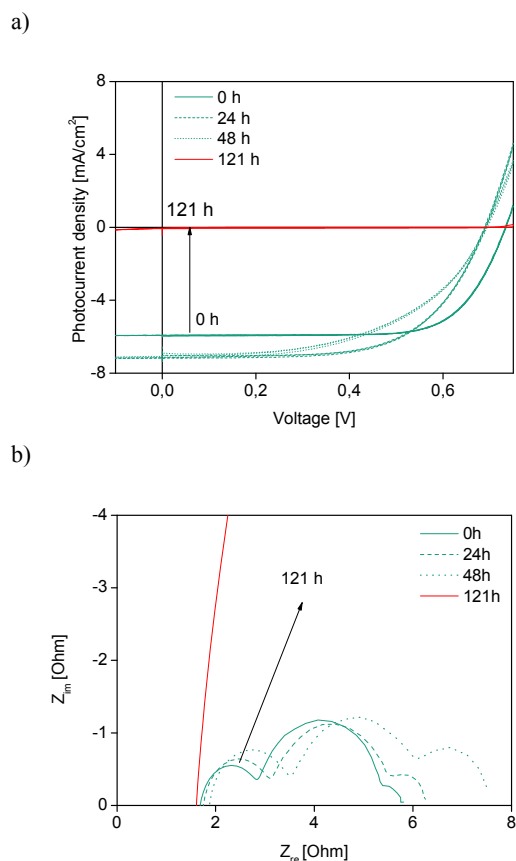 a)
8
4
0
-4
-8
Photocurrent density [mA/cm²]
0 h
24 h
48 h
121 h
121 h
0 h
0,0
0,2
0,4
0,6
Voltage [V]
b)
-4
-3
-2
-1
0
Z_im [Ohm]
0h
24h
48h
121h
121 h
0
2
4
6
8
Z_re [Ohm]